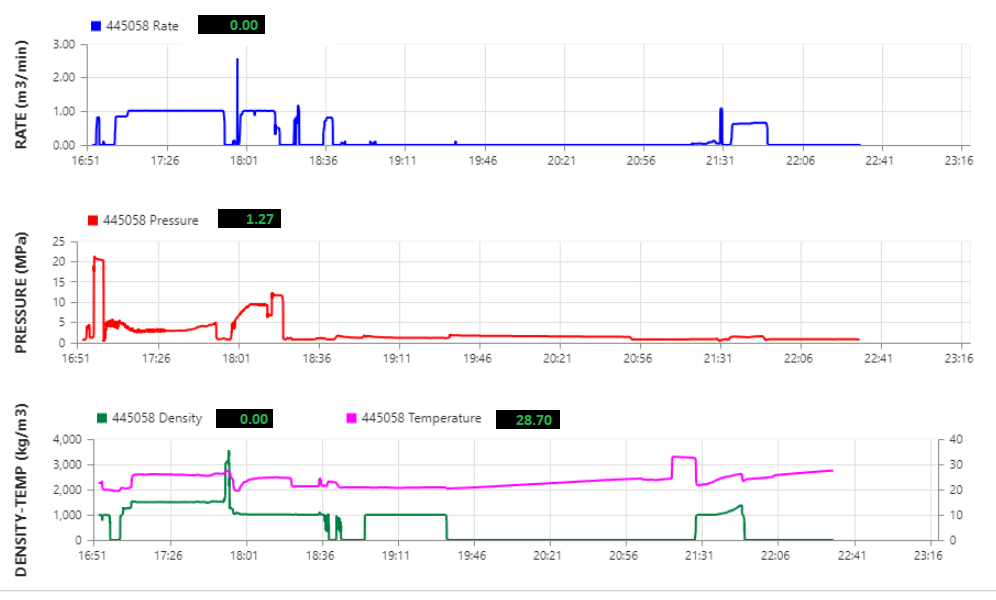 445058 Rate 0.00
RATE (m3/min)
3.00
2.00
1.00
0.00
16:51 17:26 18:01 18:36 19:11 19:46 20:21 20:56 21:31 22:06 22:41 23:16
445058 Pressure 1.27
PRESSURE (MPa)
25
20
15
10
5
0
16:51 17:26 18:01 18:36 19:11 19:46 20:21 20:56 21:31 22:06 22:41 23:16
445058 Density 0.00 445058 Temperature 28.70
DENSITY-TEMP (kg/m3)
4,000 40
3,000 30
2,000 20
1,000 10
0 0
16:51 17:26 18:01 18:36 19:11 19:46 20:21 20:56 21:31 22:06 22:41 23:16